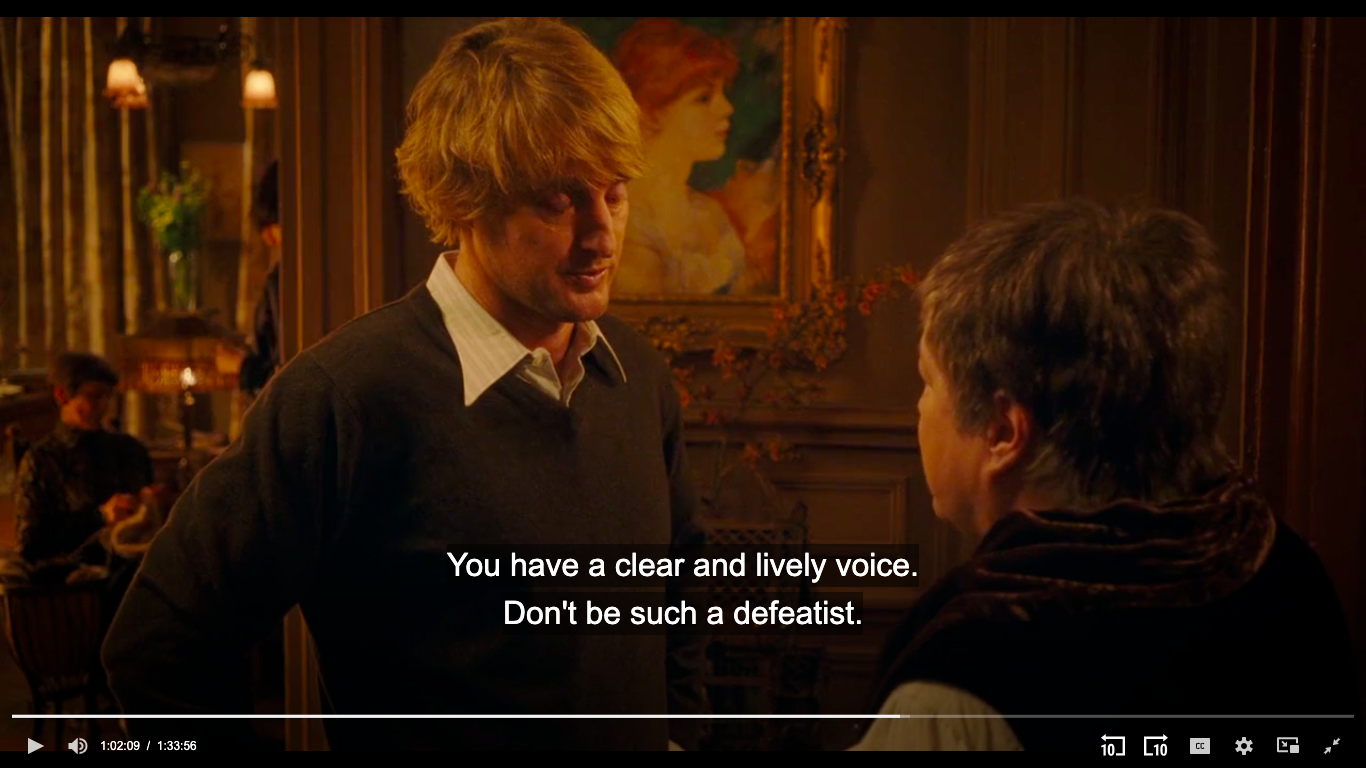 You have a clear and lively voice.
Don't be such a defeatist.
1:02:09 / 1:33:56
10
10
CC